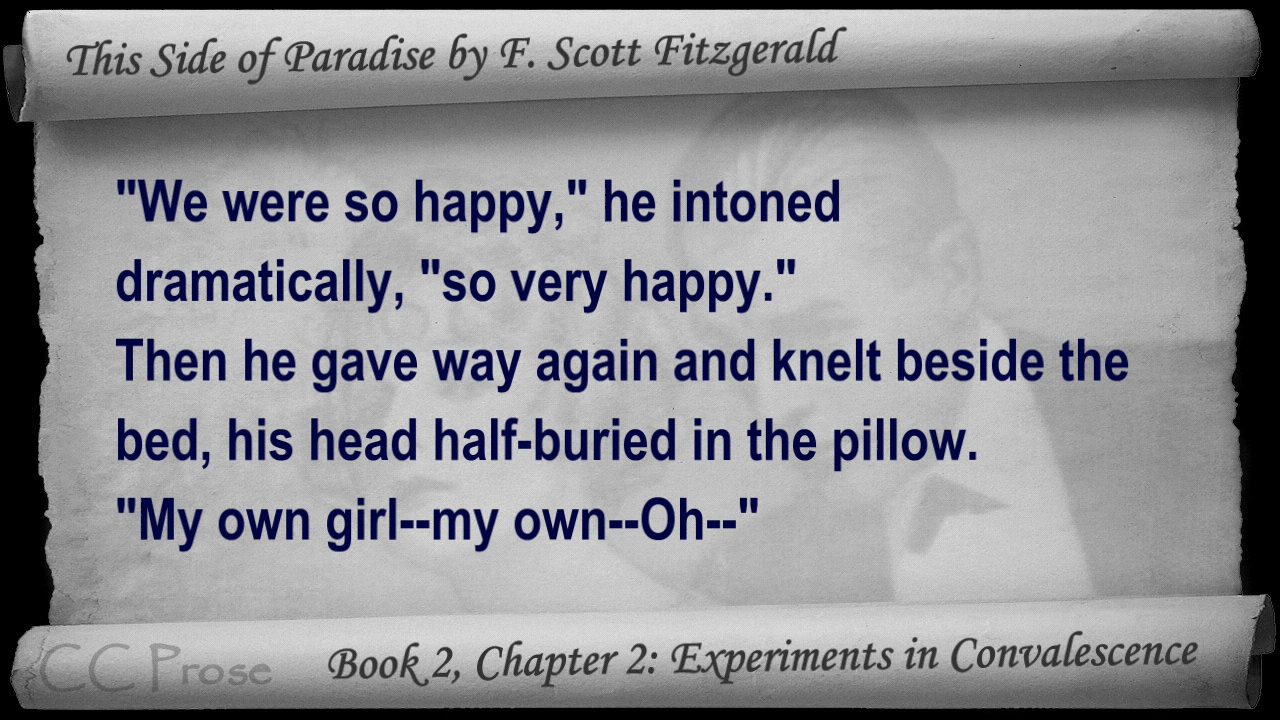 This Side of Paradise by F. Scott Fitzgerald
"We were so happy," he intoned
dramatically, "so very happy."
Then he gave way again and knelt beside the
bed, his head half-buried in the pillow.
"My own girl--my own--Oh--"
CC Prose
Book 2, Chapter 2: Experiments in Convalescence